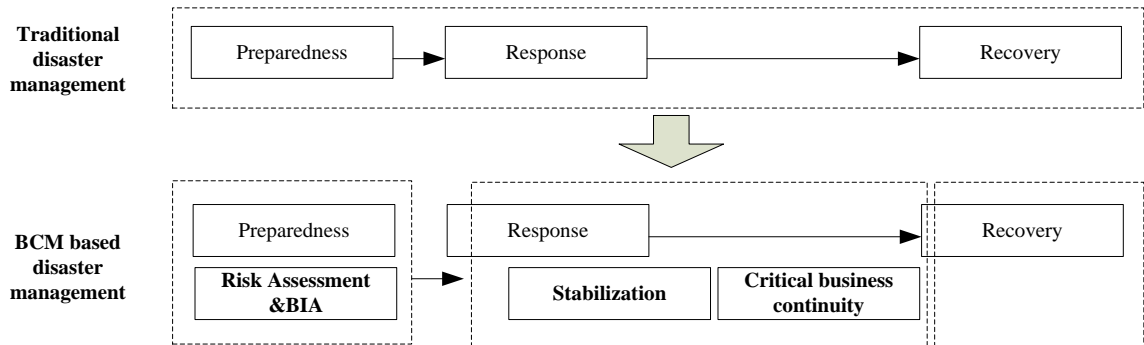 Traditional
disaster
management
Preparedness
Response
Recovery
BCM based
disaster
management
Preparedness
Response
Recovery
Risk Assessment
&BIA
Stabilization
Critical business
continuity